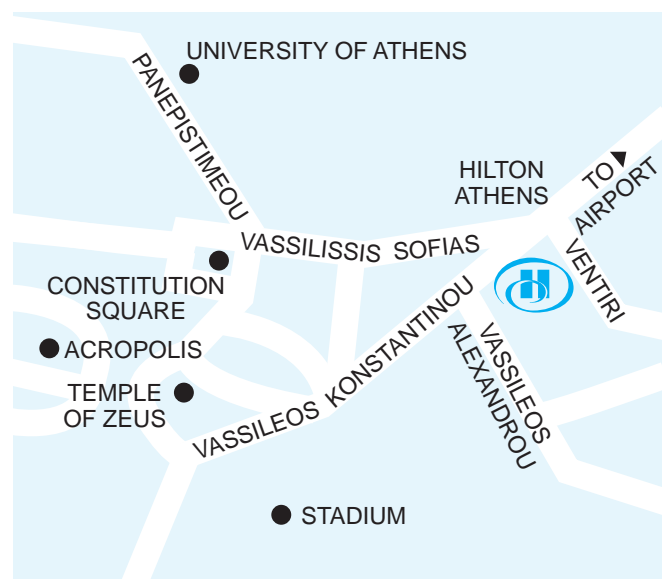 UNIVERSITY OF ATHENS
PANEPISTIMEOU
HILTON
ATHENS
TO
AIRPORT
VASSILISSIS SOFIAS
VENTIRI
CONSTITUTION
SQUARE
ACROPOLIS
TEMPLE
OF ZEUS
VASSILEOS KONSTANTINOU
VASSILEOS
ALEXANDROU
STADIUM
H